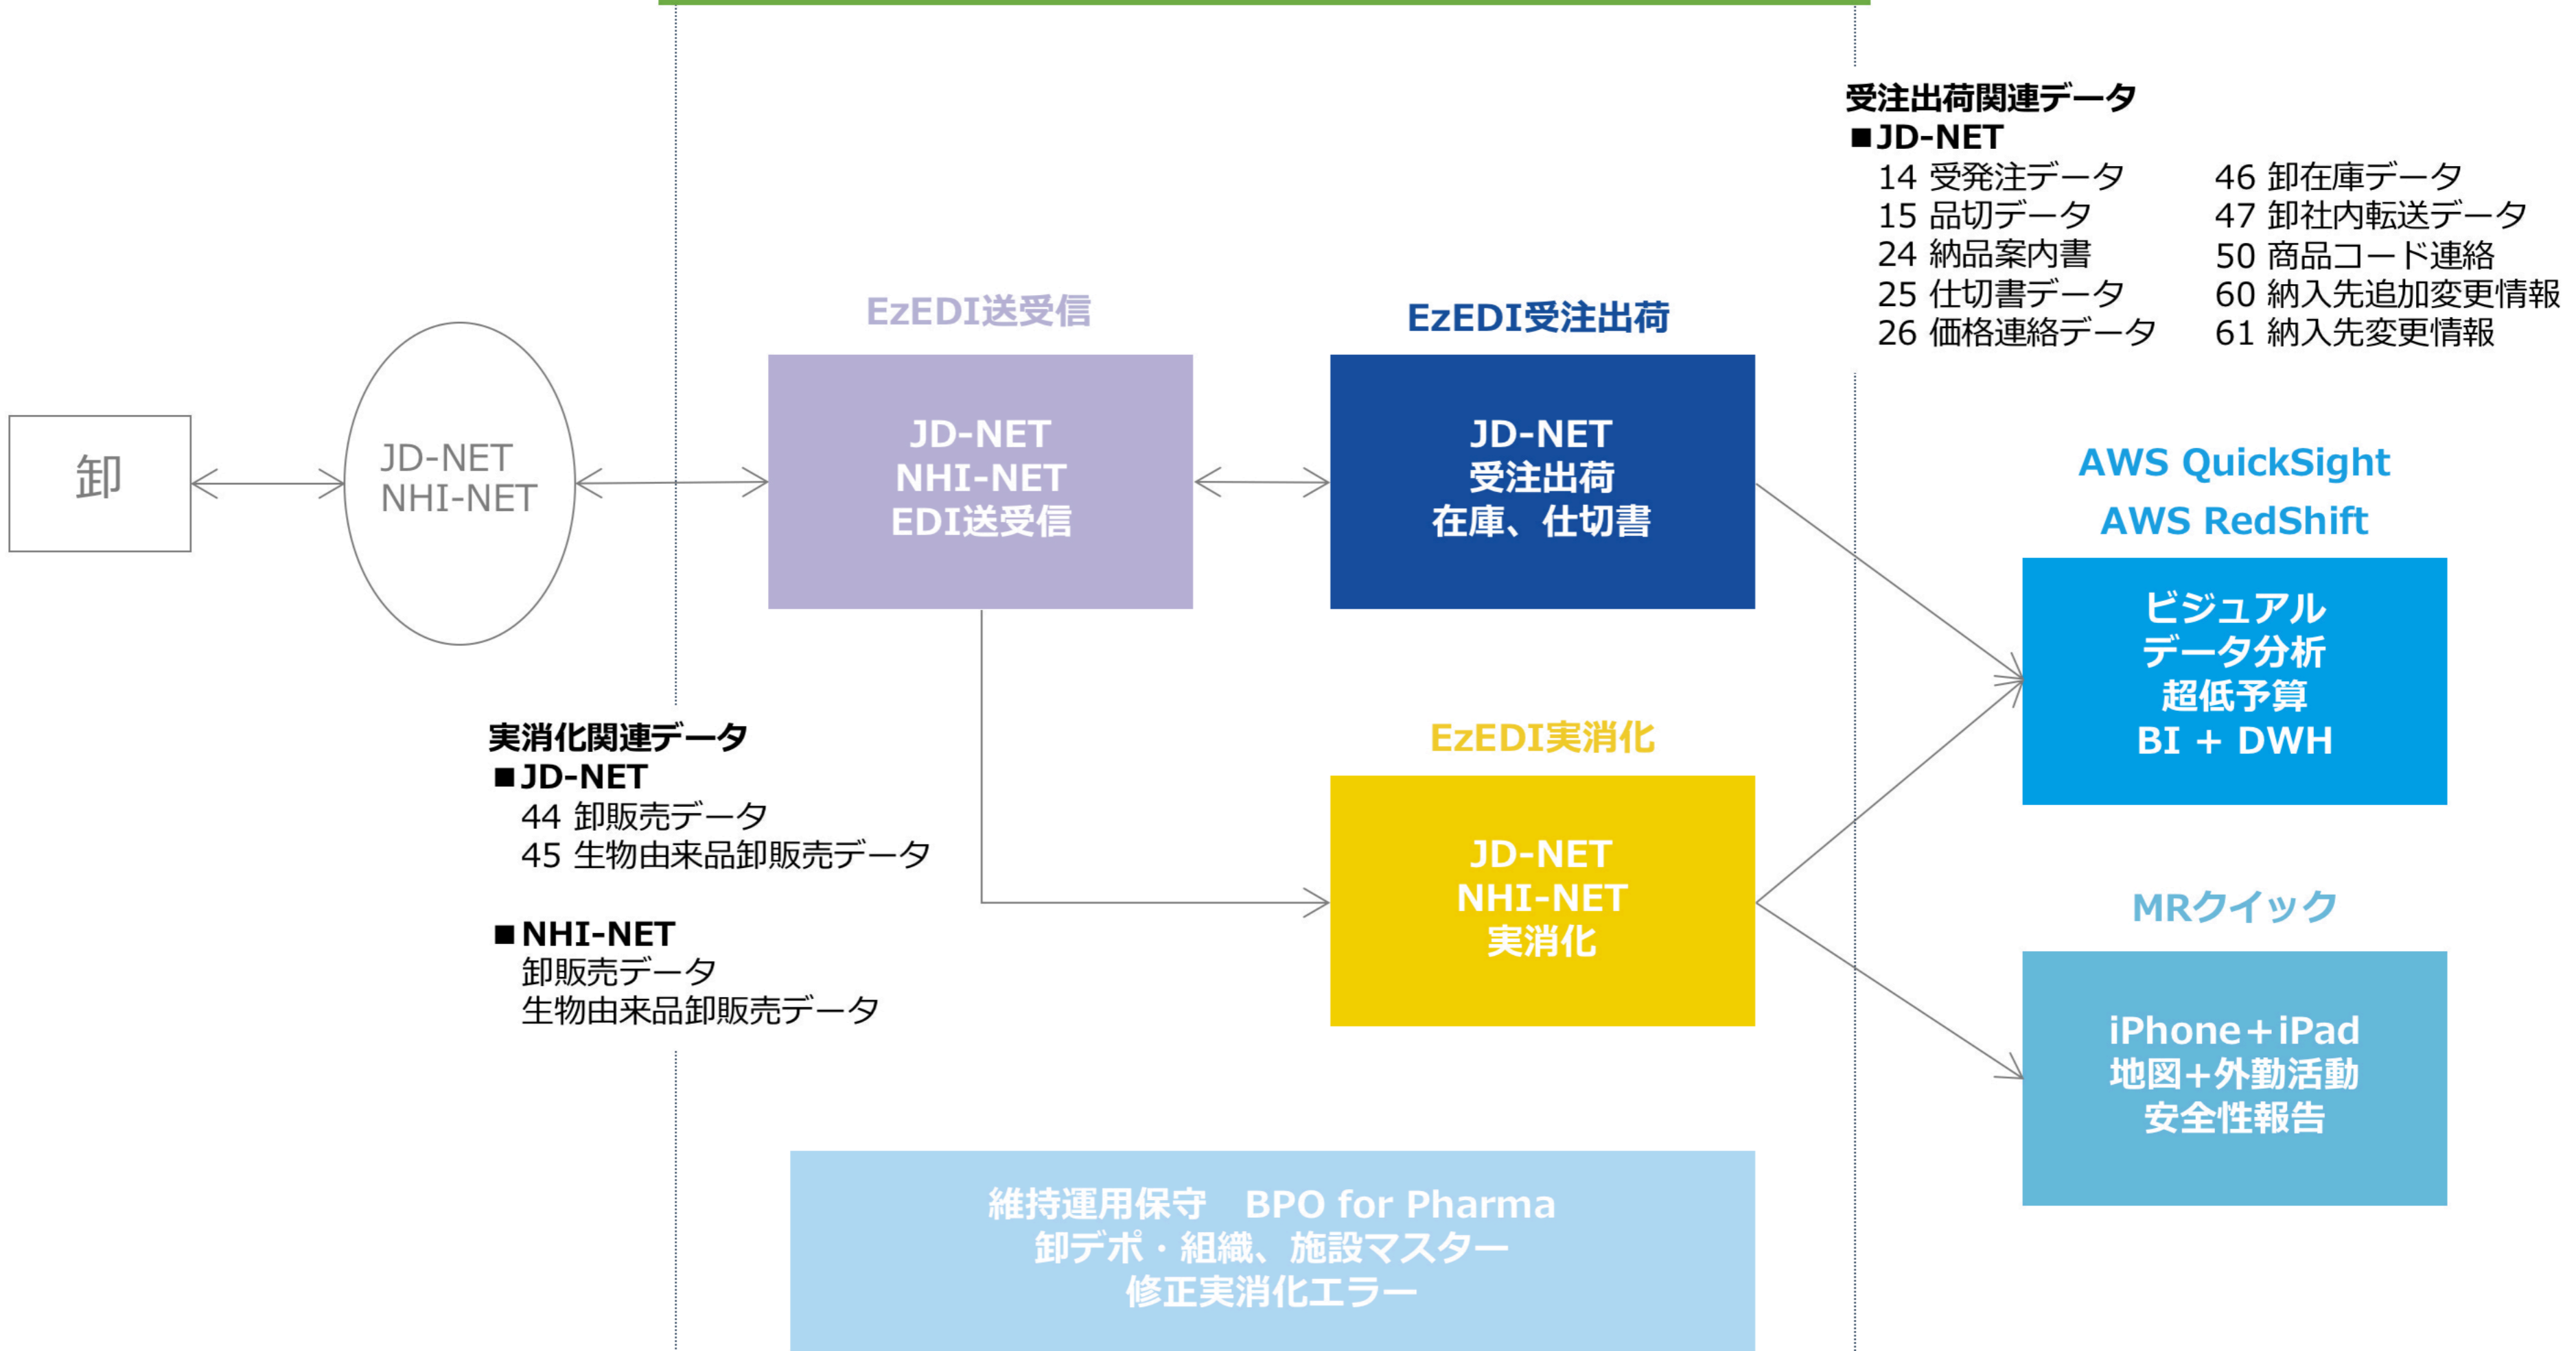 卸
JD-NET
NHI-NET
EzEDI送受信
JD-NET
NHI-NET
EDI送受信
EzEDI受注出荷
JD-NET
受注出荷
在庫、仕切書
受注出荷関連データ
■JD-NET
14 受発注データ
15 品切データ
24 納品案内書
25 仕切書データ
26 価格連絡データ
46 卸在庫データ
47 卸社内転送データ
50 商品コード連絡
60 納入先追加変更情報
61 納入先変更情報
AWS QuickSight
AWS RedShift
ビジュアル
データ分析
超低予算
BI + DWH
実消化関連データ
■JD-NET
44 卸販売データ
45 生物由来品卸販売データ
■NHI-NET
卸販売データ
生物由来品卸販売データ
EzEDI実消化
JD-NET
NHI-NET
実消化
MRクイック
iPhone+iPad
地図+外勤活動
安全性報告
維持運用保守　BPO for Pharma
卸デポ・組織、施設マスター
修正実消化エラー